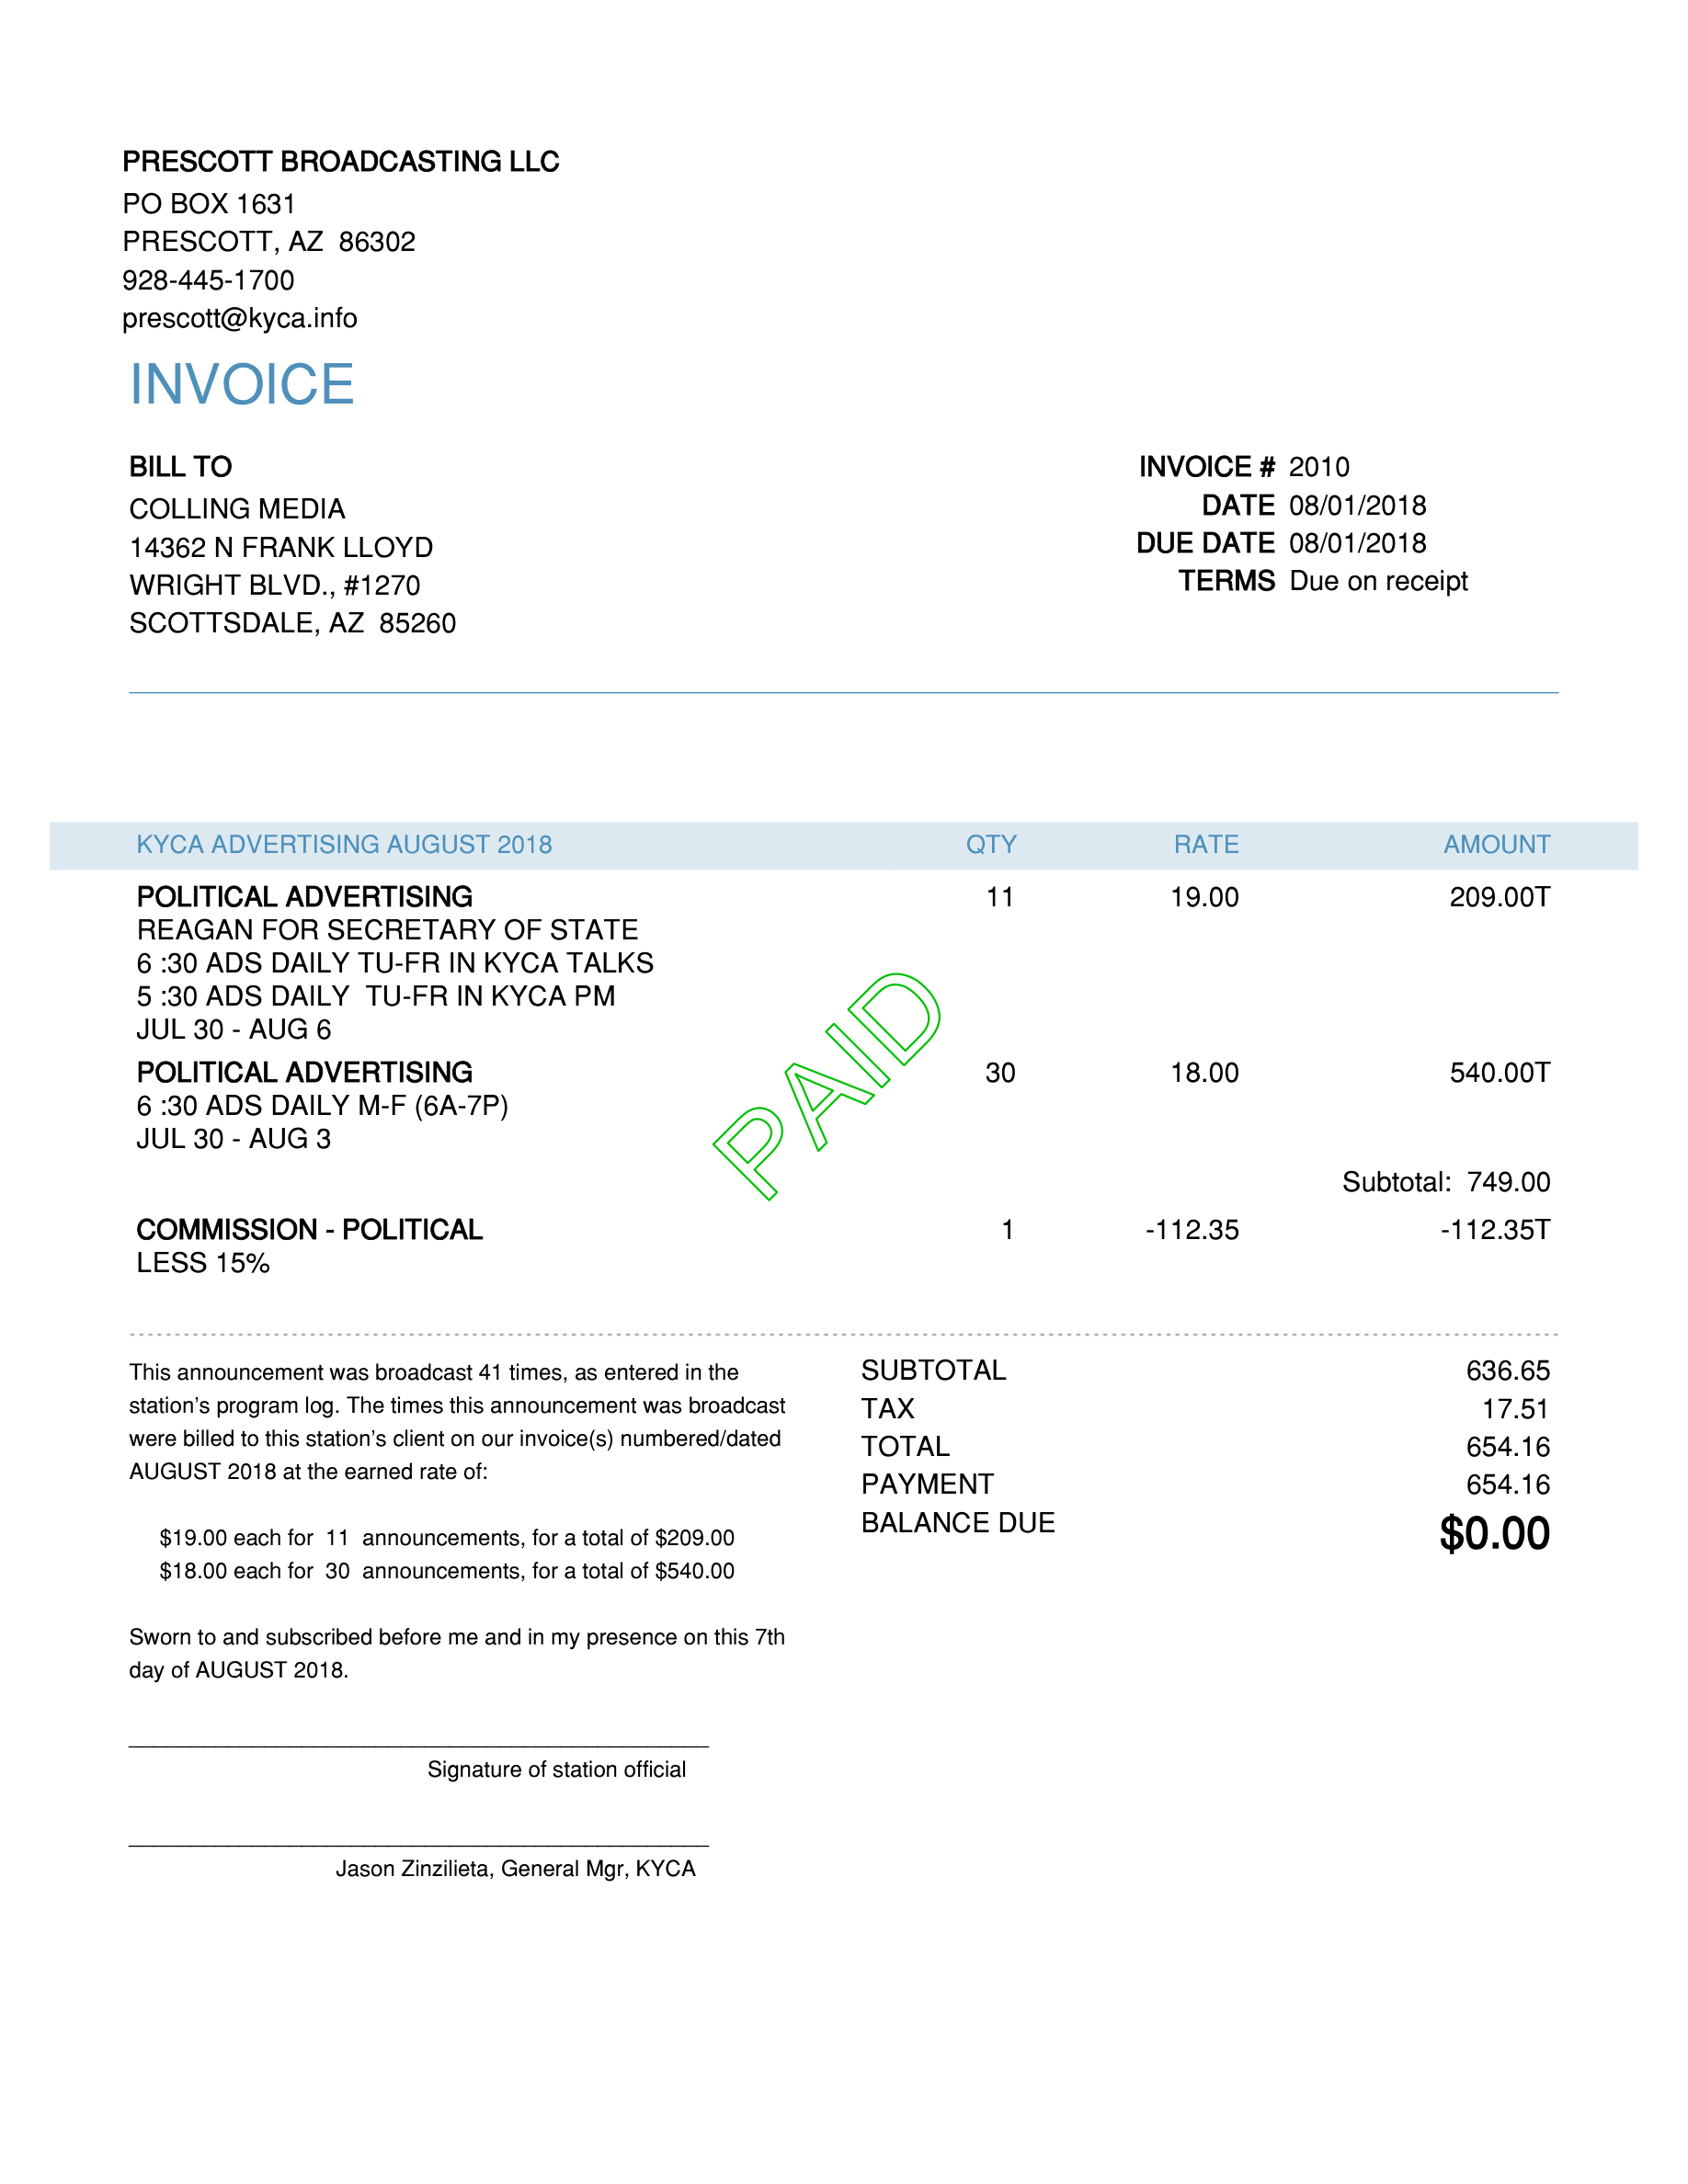 PRESCOTT BROADCASTING LLC
PO BOX 1631
PRESCOTT, AZ  86302
928-445-1700
prescott@kyca.info
INVOICE
BILL TO
COLLING MEDIA
14362 N FRANK LLOYD
WRIGHT BLVD., #1270
SCOTTSDALE, AZ  85260
INVOICE # 2010
DATE 08/01/2018
DUE DATE 08/01/2018
TERMS Due on receipt
KYCA ADVERTISING AUGUST 2018 QTY RATE AMOUNT
POLITICAL ADVERTISING 11 19.00 209.00T
REAGAN FOR SECRETARY OF STATE
6 :30 ADS DAILY TU-FR IN KYCA TALKS
5 :30 ADS DAILY  TU-FR IN KYCA PM
JUL 30 - AUG 6
POLITICAL ADVERTISING 30 18.00 540.00T
6 :30 ADS DAILY M-F (6A-7P)
JUL 30 - AUG 3
PAID
Subtotal: 749.00
COMMISSION - POLITICAL 1 -112.35 -112.35T
LESS 15%
This announcement was broadcast 41 times, as entered in the
station's program log. The times this announcement was broadcast
were billed to this station's client on our invoice(s) numbered/dated
AUGUST 2018 at the earned rate of:
$19.00 each for  11  announcements, for a total of $209.00
$18.00 each for  30  announcements, for a total of $540.00
Sworn to and subscribed before me and in my presence on this 7th
day of AUGUST 2018.
Signature of station official
Jason Zinzilieta, General Mgr, KYCA
SUBTOTAL 636.65
TAX 17.51
TOTAL 654.16
PAYMENT 654.16
BALANCE DUE $0.00